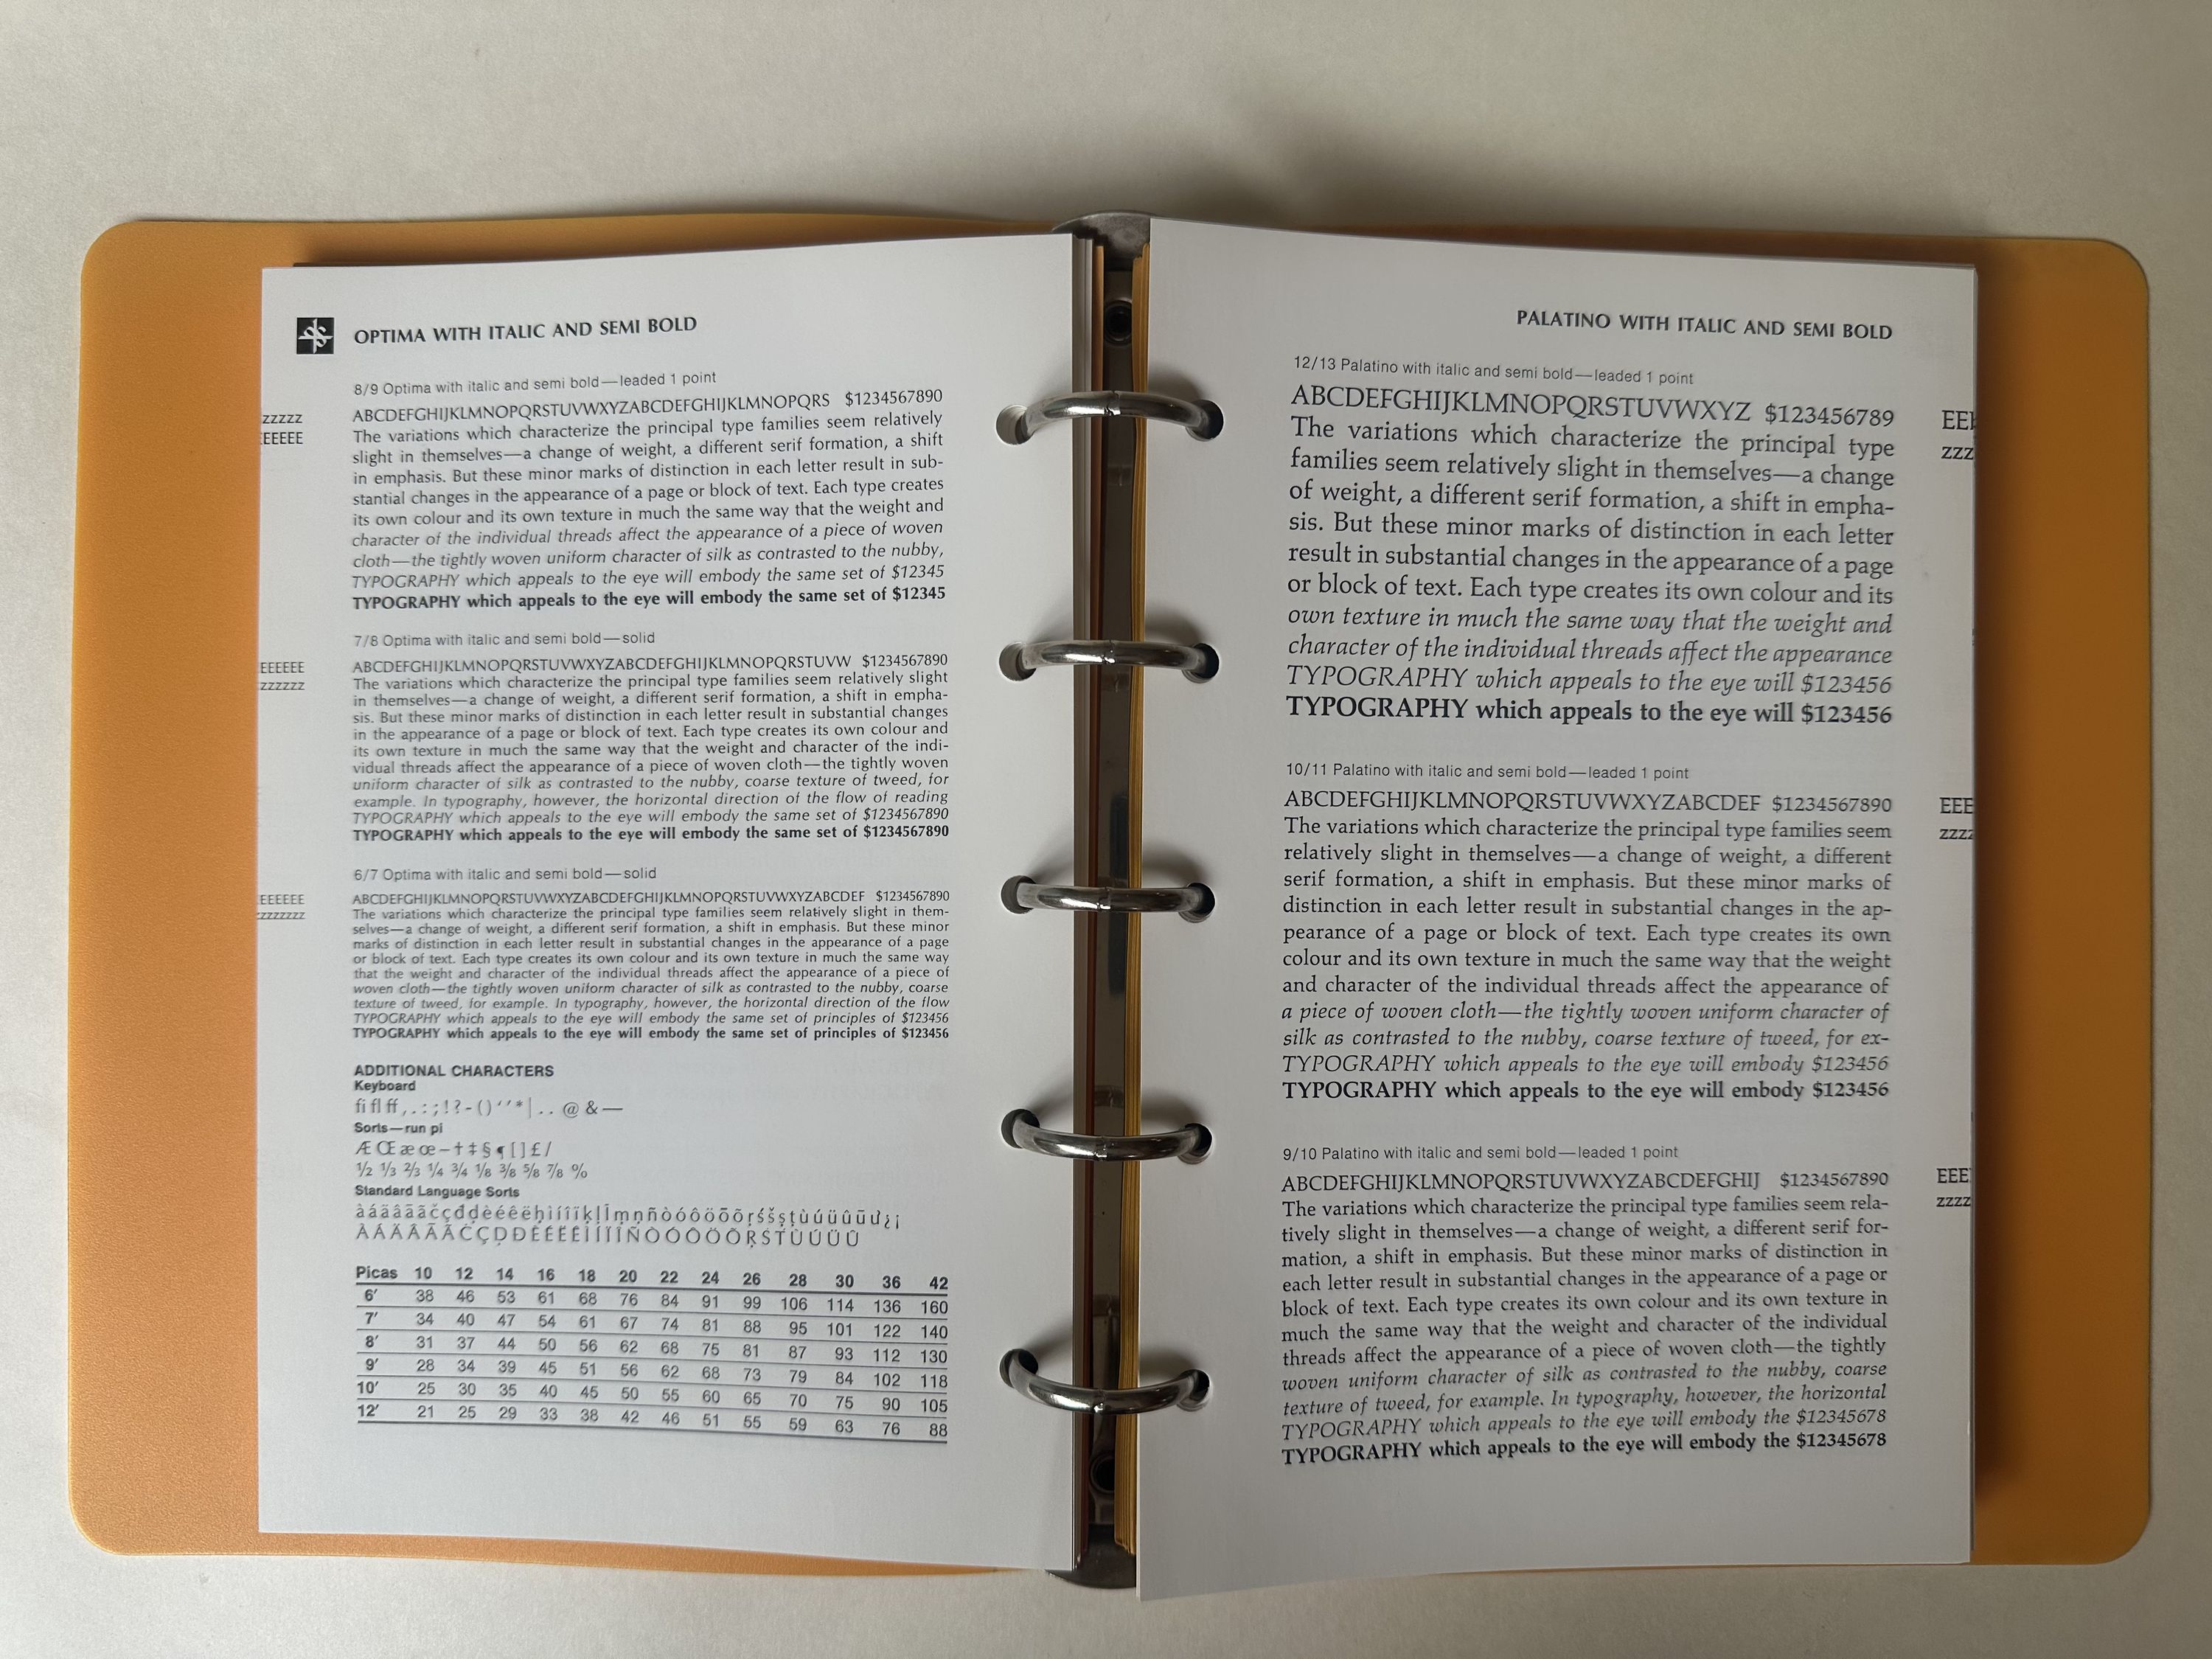 OPTIMA WITH ITALIC AND SEMI BOLD
8/9 Optima with italic and semi bold—leaded 1 point
zzzzz
EEEEE
ABCDEFGHIJKLMNOPQRSTUVWXYZABCDEFGHIJKLMNOPQRS $1234567890
The variations which characterize the principal type families seem relatively
slight in themselves—a change of weight, a different serif formation, a shift
in emphasis. But these minor marks of distinction in each letter result in sub-
stantial changes in the appearance of a page or block of text. Each type creates
its own colour and its own texture in much the same way that the weight and
character of the individual threads affect the appearance of a piece of woven
cloth—the tightly woven uniform character of silk as contrasted to the nubby,
TYPOGRAPHY which appeals to the eye will embody the same set of $12345
TYPOGRAPHY which appeals to the eye will embody the same set of $12345
7/8 Optima with italic and semi bold—solid
EEEEEE
zzzzzz
ABCDEFGHIJKLMNOPQRSTUVWXYZABCDEFGHIJKLMNOPQRSTUVW $1234567890
The variations which characterize the principal type families seem relatively slight
in themselves—a change of weight, a different serif formation, a shift in empha-
sis. But these minor marks of distinction in each letter result in substantial changes
in the appearance of a page or block of text. Each type creates its own colour and
its own texture in much the same way that the weight and character of the indi-
vidual threads affect the appearance of a piece of woven cloth—the tightly woven
uniform character of silk as contrasted to the nubby, coarse texture of tweed, for
example. In typography, however, the horizontal direction of the flow of reading
TYPOGRAPHY which appeals to the eye will embody the same set of $1234567890
TYPOGRAPHY which appeals to the eye will embody the same set of $1234567890
6/7 Optima with italic and semi bold—solid
EEEEEE
zzzzzzz
ABCDEFGHIJKLMNOPQRSTUVWXYZABCDEFGHIJKLMNOPQRSTUVWXYZABCDEF $1234567890
The variations which characterize the principal type families seem relatively slight in them-
selves—a change of weight, a different serif formation, a shift in emphasis. But these minor
marks of distinction in each letter result in substantial changes in the appearance of a page
or block of text. Each type creates its own colour and its own texture in much the same way
that the weight and character of the individual threads affect the appearance of a piece of
woven cloth—the tightly woven uniform character of silk as contrasted to the nubby, coarse
texture of tweed, for example. In typography, however, the horizontal direction of the flow
TYPOGRAPHY which appeals to the eye will embody the same set of principles of $123456
TYPOGRAPHY which appeals to the eye will embody the same set of principles of $123456
ADDITIONAL CHARACTERS
Keyboard
fi fl ff , . : ; ! ? - ( ) ‘ ’ * | . . @ & —
Sorts—run pi
Æ Œ æ œ – † ‡ § ¶ [ ] £ /
½ ⅓ ⅔ ¼ ¾ ⅛ ⅜ ⅝ ⅞ %
Standard Language Sorts
Picas 10 12 14 16 18 20 22 24 26 28 30 36 42
6′ 38 46 53 61 68 76 84 91 99 106 114 136 160
7′ 34 40 47 54 61 67 74 81 88 95 101 122 140
8′ 31 37 44 50 56 62 68 75 81 87 93 112 130
9′ 28 34 39 45 51 56 62 68 73 79 84 102 118
10′ 25 30 35 40 45 50 55 60 65 70 75 90 105
12′ 21 25 29 33 38 42 46 51 55 59 63 76 88
PALATINO WITH ITALIC AND SEMI BOLD
12/13 Palatino with italic and semi bold—leaded 1 point
ABCDEFGHIJKLMNOPQRSTUVWXYZ $123456789
The variations which characterize the principal type
families seem relatively slight in themselves—a change
of weight, a different serif formation, a shift in empha-
sis. But these minor marks of distinction in each letter
result in substantial changes in the appearance of a page
or block of text. Each type creates its own colour and its
own texture in much the same way that the weight and
character of the individual threads affect the appearance
TYPOGRAPHY which appeals to the eye will $123456
TYPOGRAPHY which appeals to the eye will $123456
EE
zzz
10/11 Palatino with italic and semi bold—leaded 1 point
ABCDEFGHIJKLMNOPQRSTUVWXYZABCDEF $1234567890
The variations which characterize the principal type families seem
relatively slight in themselves—a change of weight, a different
serif formation, a shift in emphasis. But these minor marks of
distinction in each letter result in substantial changes in the ap-
pearance of a page or block of text. Each type creates its own
colour and its own texture in much the same way that the weight
and character of the individual threads affect the appearance of
a piece of woven cloth—the tightly woven uniform character of
silk as contrasted to the nubby, coarse texture of tweed, for ex-
TYPOGRAPHY which appeals to the eye will embody $123456
TYPOGRAPHY which appeals to the eye will embody $123456
EEE
zzzz
9/10 Palatino with italic and semi bold—leaded 1 point
ABCDEFGHIJKLMNOPQRSTUVWXYZABCDEFGHIJ $1234567890
The variations which characterize the principal type families seem rela-
tively slight in themselves—a change of weight, a different serif for-
mation, a shift in emphasis. But these minor marks of distinction in
each letter result in substantial changes in the appearance of a page or
block of text. Each type creates its own colour and its own texture in
much the same way that the weight and character of the individual
threads affect the appearance of a piece of woven cloth—the tightly
woven uniform character of silk as contrasted to the nubby, coarse
texture of tweed, for example. In typography, however, the horizontal
TYPOGRAPHY which appeals to the eye will embody the $12345678
TYPOGRAPHY which appeals to the eye will embody the $12345678
EEE
zzzz